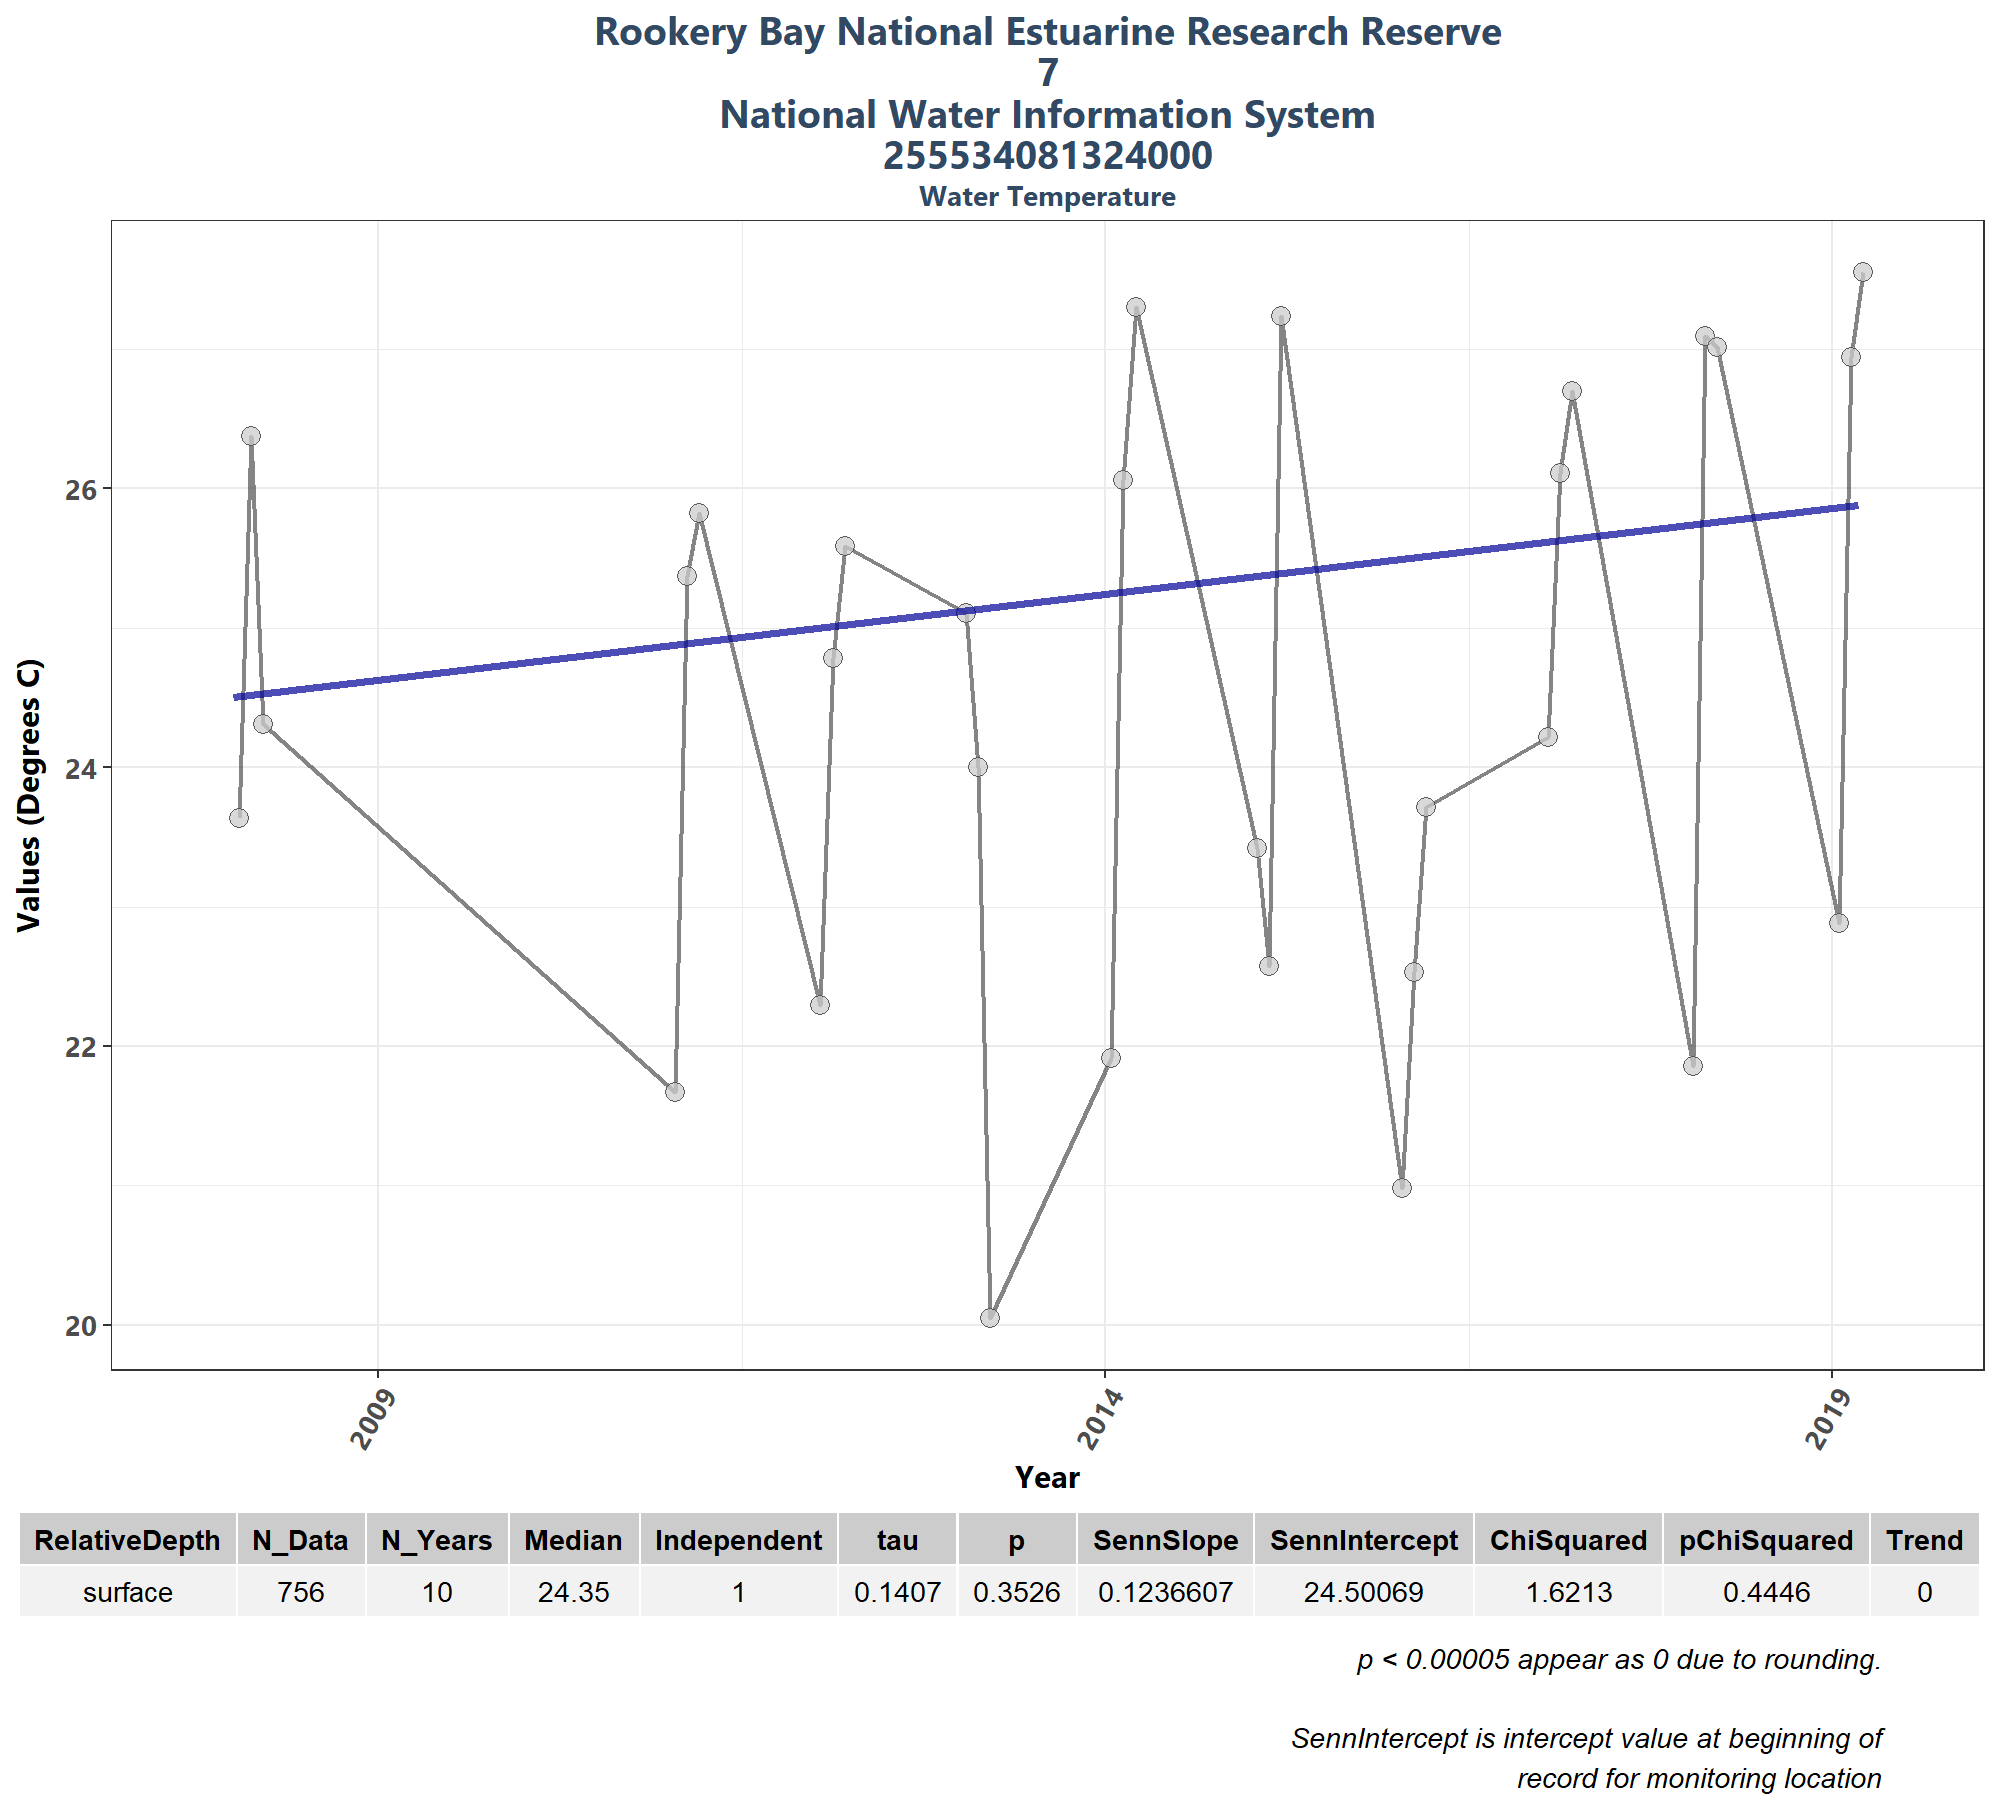 Rookery Bay National Estuarine Research Reserve
7
National Water Information System
255534081324000
Water Temperature
Values (Degrees C)
26
24
22
20
2009
2014
2019
Year
RelativeDepth N_Data N_Years Median Independent tau p SennSlope SennIntercept ChiSquared pChiSquared Trend
surface 756 10 24.35 1 0.1407 0.3526 0.1236607 24.50069 1.6213 0.4446 0
p < 0.00005 appear as 0 due to rounding.
SennIntercept is intercept value at beginning of
record for monitoring location